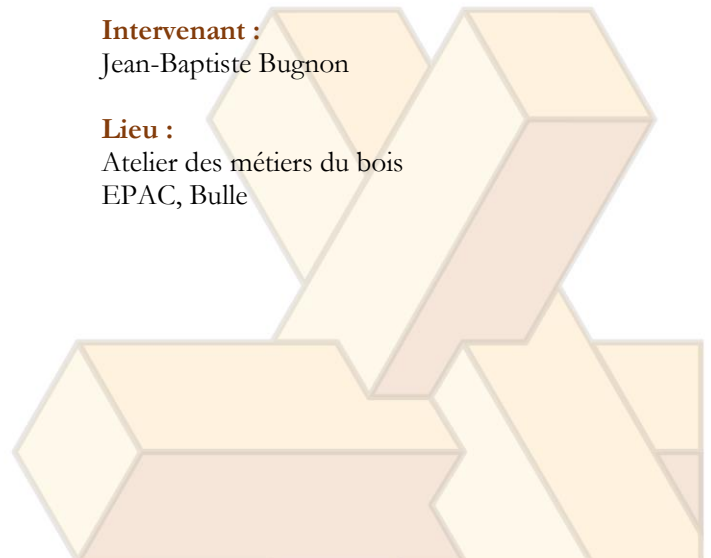 Intervenant :
Jean-Baptiste Bugnon
Lieu :
Atelier des métiers du bois
EPAC, Bulle